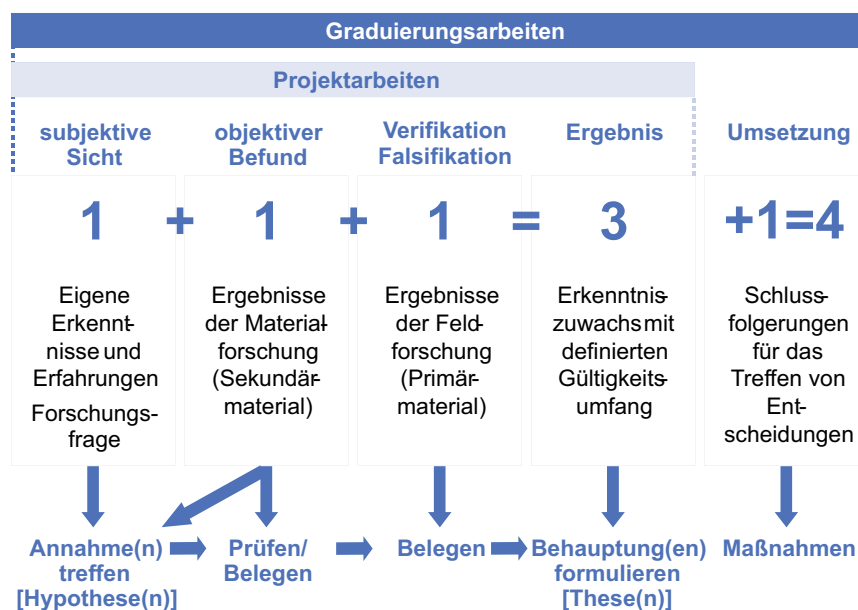 Graduierungsarbeiten
Projektarbeiten
subjektive
Sicht
objektiver
Befund
Verifikation
Falsifikation
Ergebnis
Umsetzung
1 + 1 + 1 = 3 +1=4
Eigene
Erkennt-
nisse und
Erfahrungen
Forschungs-
frage
Ergebnisse
der Material-
forschung
(Sekundär-
material)
Ergebnisse
der Feld-
forschung
(Primär-
material)
Erkenntnis-
zuwachs mit
definierten
Gültigkeits-
umfang
Schluss-
folgerungen
für das
Treffen von
Ent-
scheidungen
Annahme(n)
treffen
[Hypothese(n)]
Prüfen/
Belegen
Belegen
Behauptung(en)
formulieren
[These(n)]
Maßnahmen